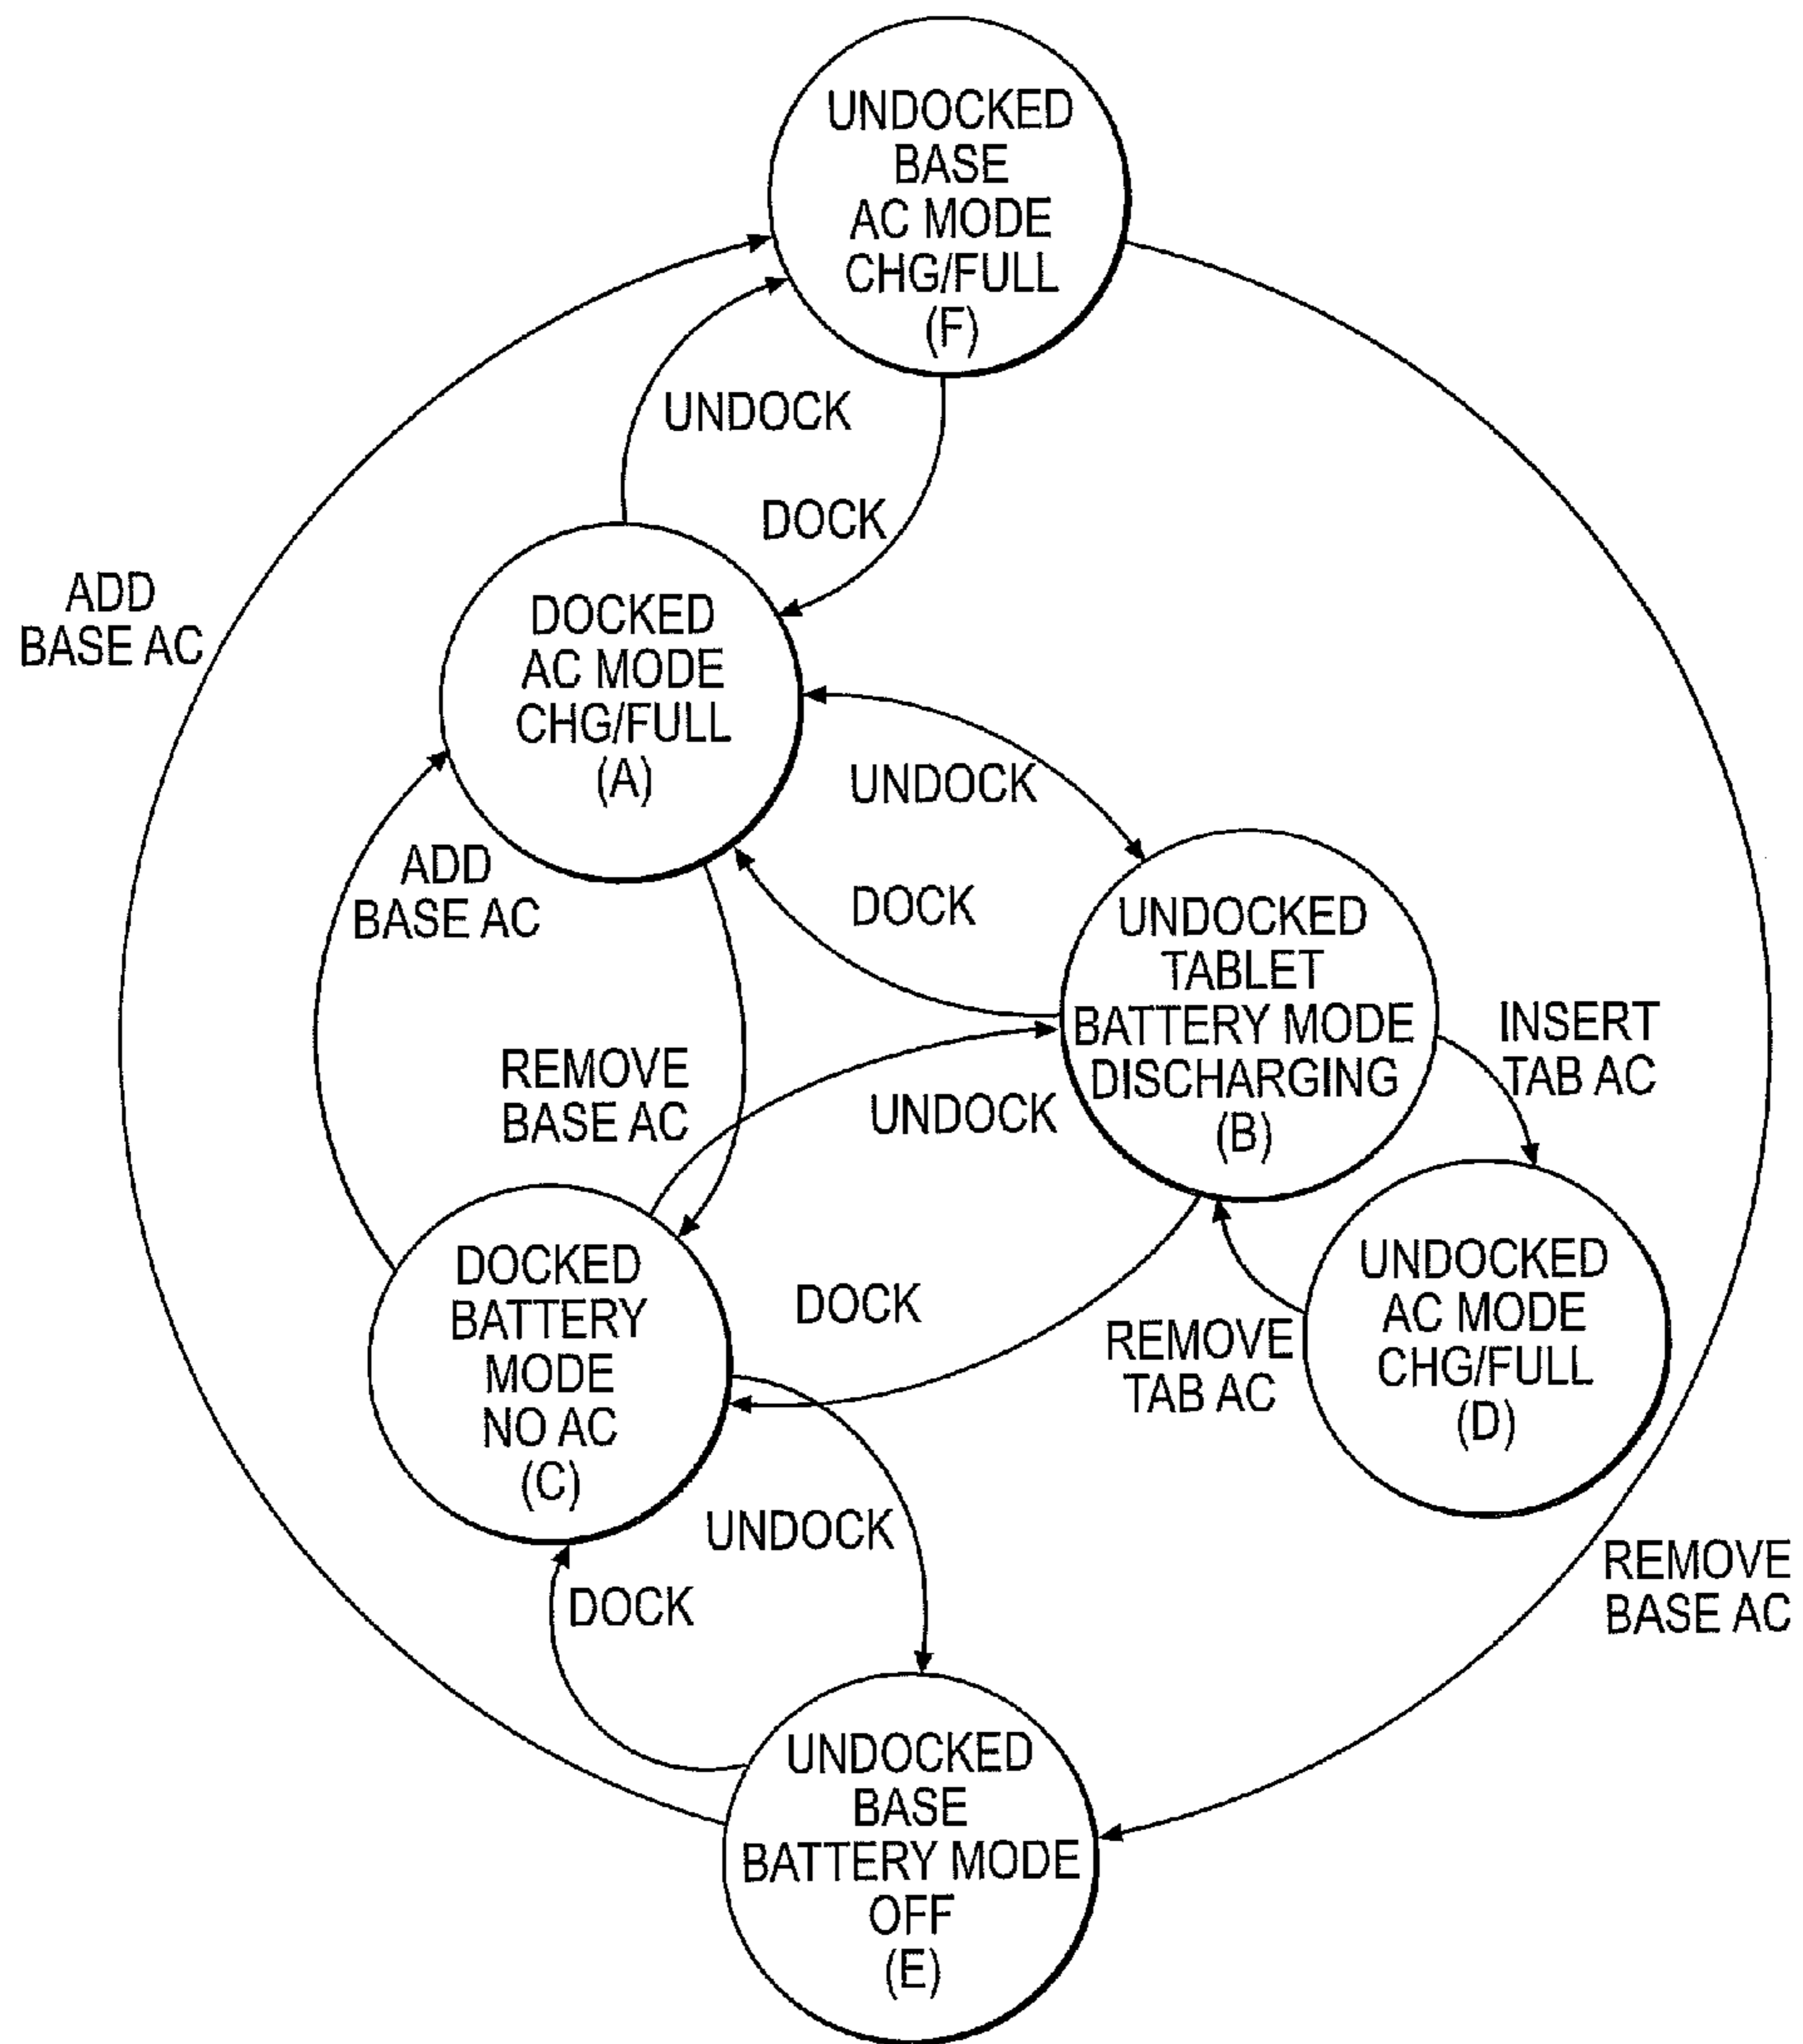 UNDOCKED
BASE
AC MODE
CHG/FULL
(F)
UNDOCK
DOCK
ADD
BASE AC
DOCKED
AC MODE
CHG/FULL
(A)
UNDOCK
ADD
BASE AC
DOCK
UNDOCKED
TABLET
BATTERY MODE
DISCHARGING
(B)
INSERT
TAB AC
REMOVE
BASE AC
UNDOCK
DOCKED
BATTERY
MODE
NO AC
(C)
DOCK
REMOVE
TAB AC
UNDOCKED
AC MODE
CHG/FULL
(D)
UNDOCK
DOCK
REMOVE
BASE AC
UNDOCKED
BASE
BATTERY MODE
OFF
(E)